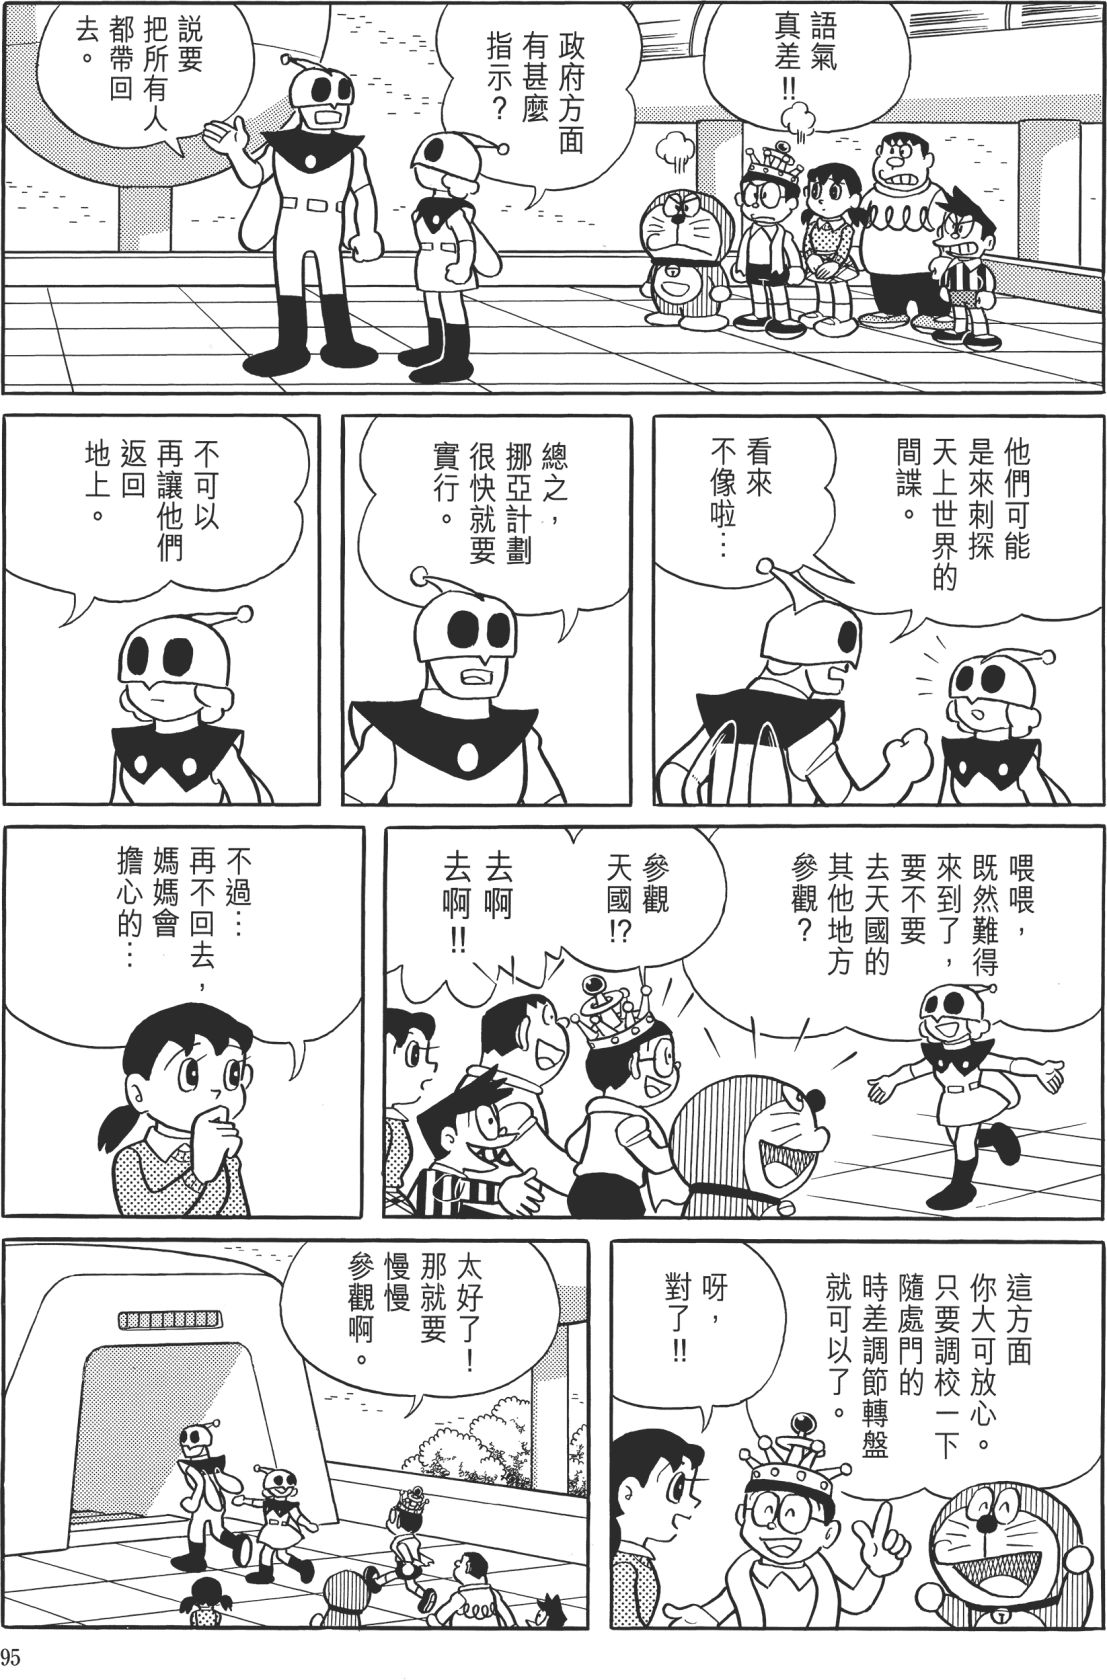 語氣
真差!!
政府方面
有甚麼
指示?
説要
把所有人
都帶回
去。
他們可能
是來刺探
天上世界的
間諜。
看來
不像啦…
總之，
挪亞計劃
很快就要
實行。
不可以
再讓他們
返回
地上。
喂喂，
既然難得
來到了，
要不要
去天國的
其他地方
參觀?
參觀
天國!?
去啊
去啊!!
不過…
再不回去，
媽媽會
擔心的…
這方面
你大可放心。
只要調校一下
隨處門的
時差調節轉盤
就可以了。
呀，
對了!!
太好了！
那就要
慢慢
參觀啊。
95